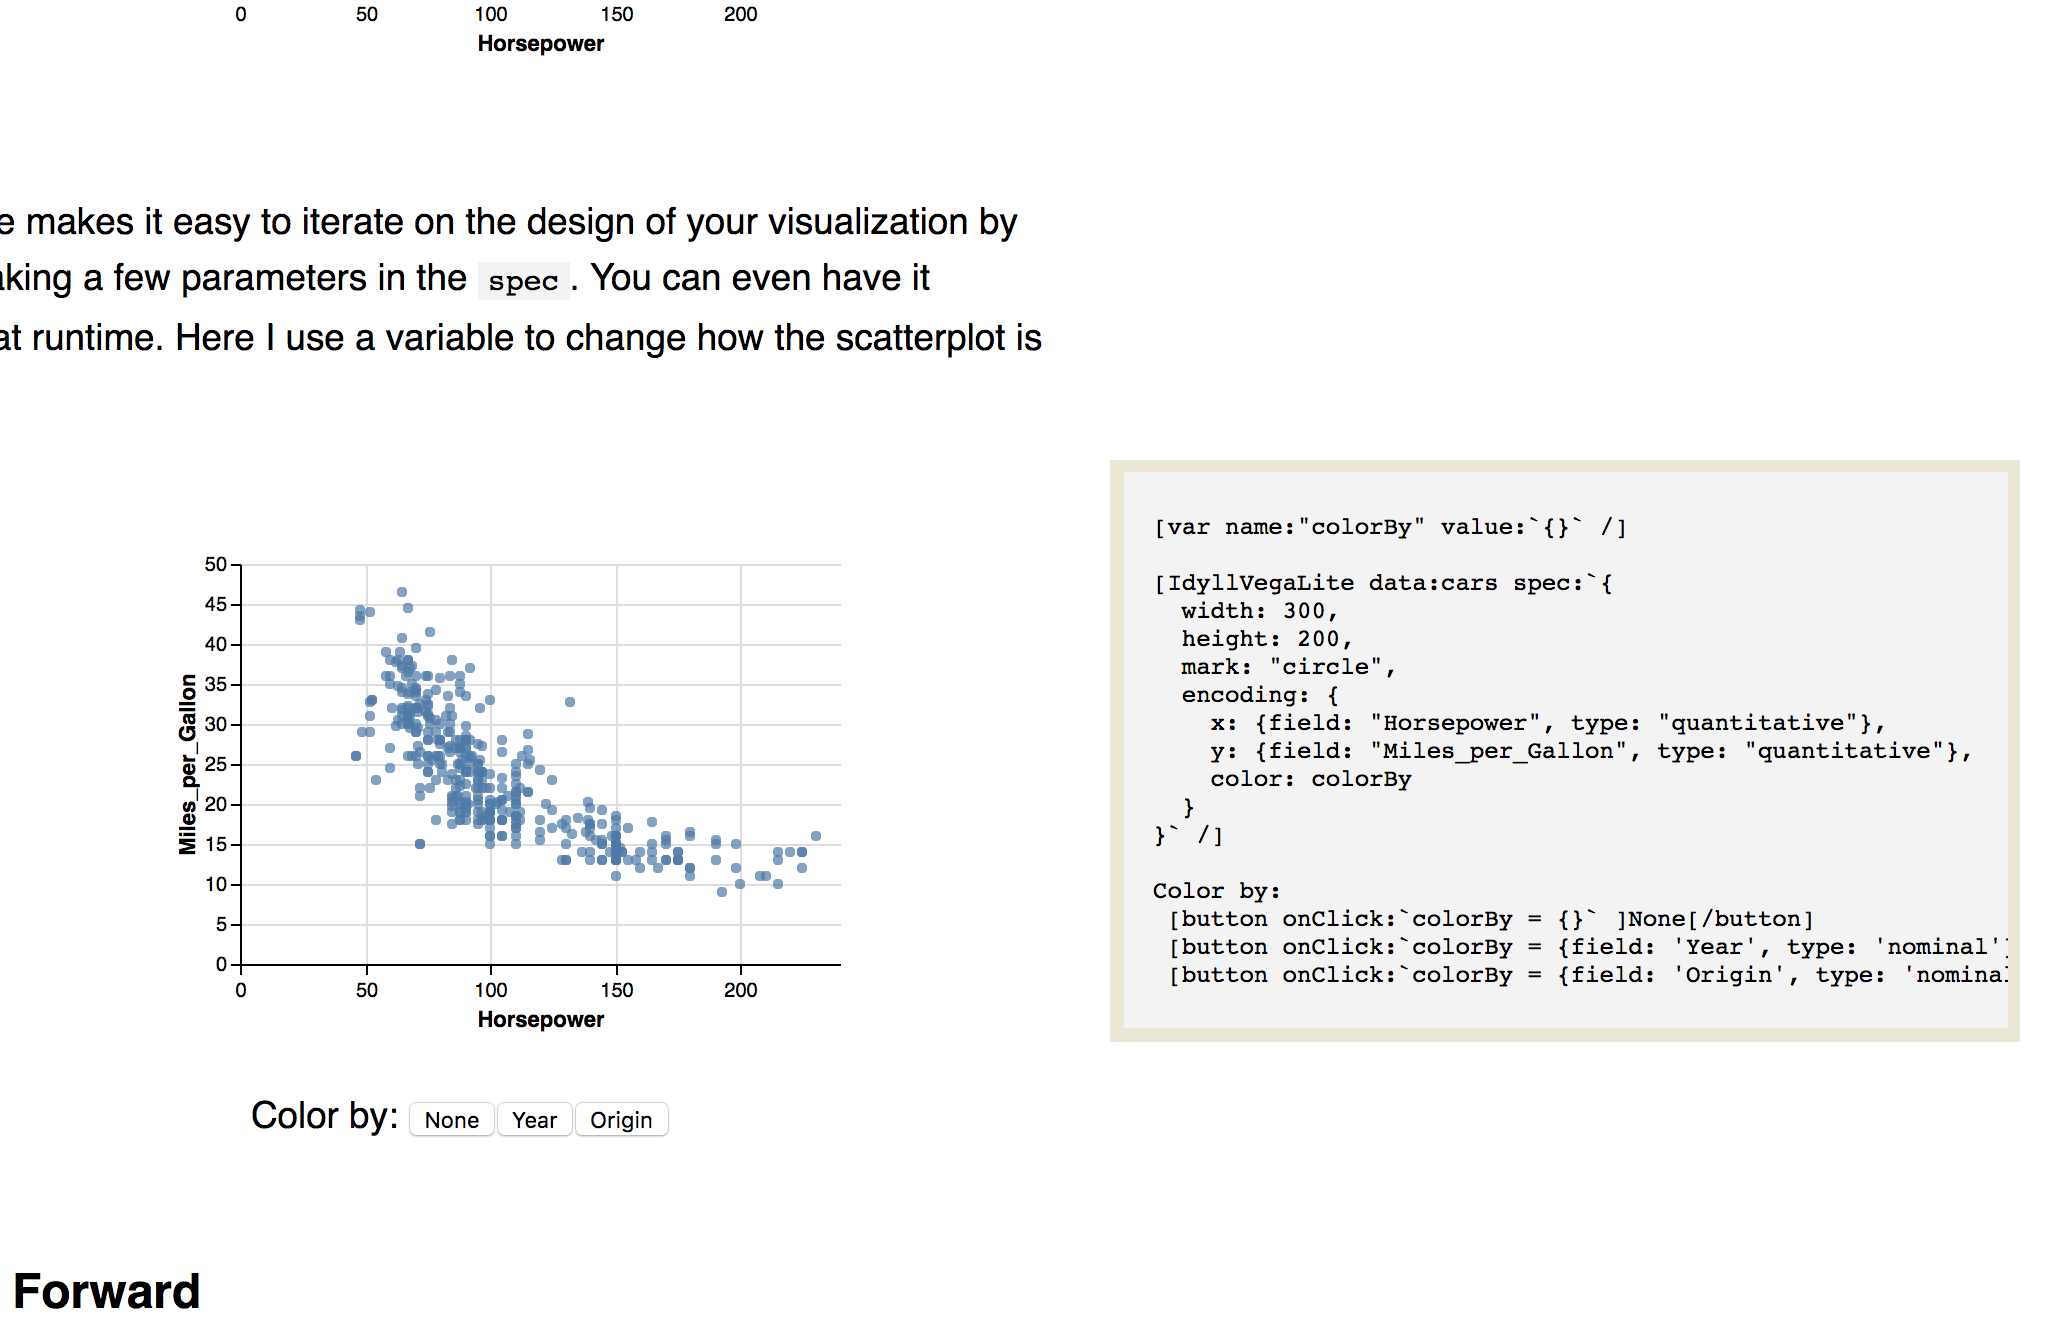 0 50 100 150 200
Horsepower
e makes it easy to iterate on the design of your visualization by
aking a few parameters in the spec. You can even have it
at runtime. Here I use a variable to change how the scatterplot is
50
45
40
35
30
25
20
15
10
5
0
Miles_per_Gallon
0 50 100 150 200
Horsepower
Color by: None Year Origin
[var name:"colorBy" value:`{}` /]
[IdyllVegaLite data:cars spec:`{
width: 300,
height: 200,
mark: "circle",
encoding: {
x: {field: "Horsepower", type: "quantitative"},
y: {field: "Miles_per_Gallon", type: "quantitative"},
color: colorBy
}
}` /]
Color by:
[button onClick:`colorBy = {}` ]None[/button]
[button onClick:`colorBy = {field: 'Year', type: 'nominal'}
[button onClick:`colorBy = {field: 'Origin', type: 'nominal
Forward